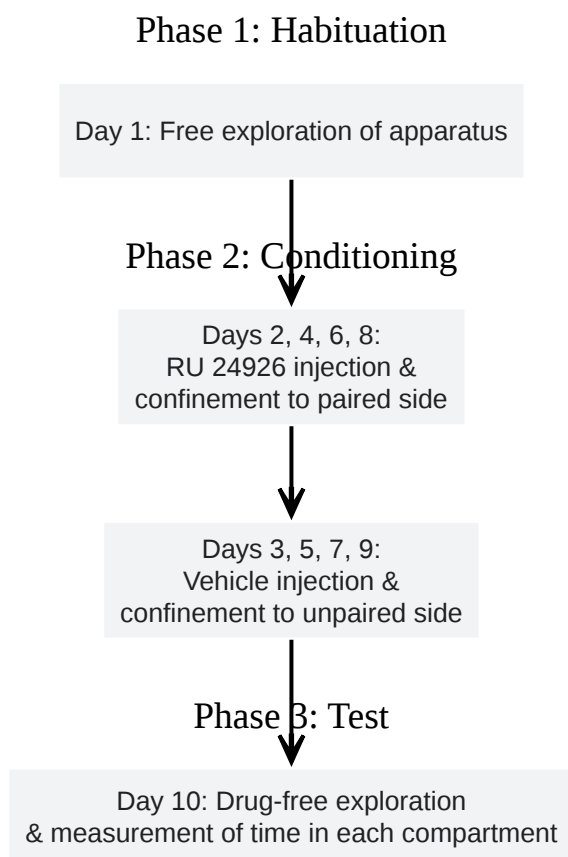 Phase 1: Habituation
Day 1: Free exploration of apparatus
Phase 2: Conditioning
Days 2, 4, 6, 8:
RU 24926 injection &
confinement to paired side
Days 3, 5, 7, 9:
Vehicle injection &
confinement to unpaired side
Phase 3: Test
Day 10: Drug-free exploration
& measurement of time in each compartment